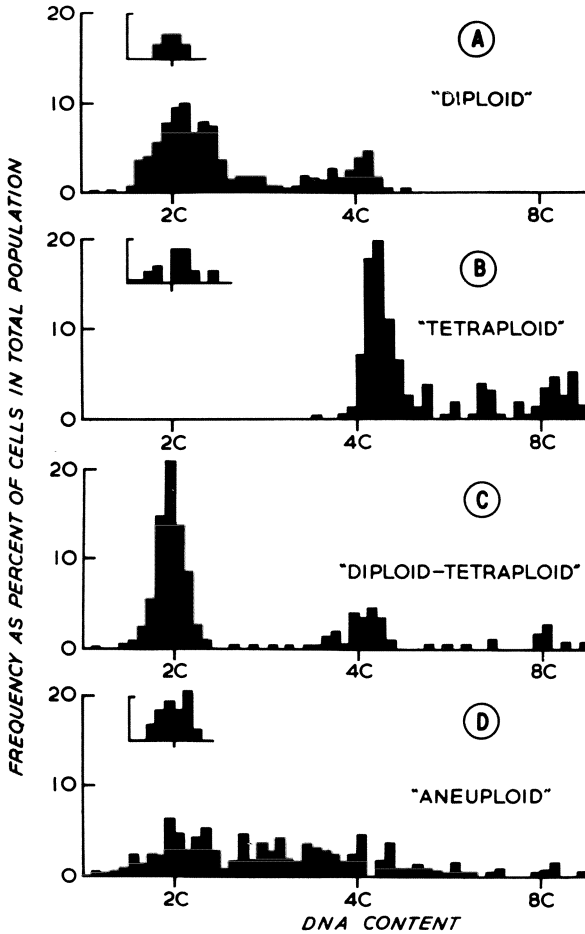 FREQUENCY AS PERCENT OF CELLS IN TOTAL POPULATION
20
A
"DIPLOID"
10
0
2C 4C 8C
20
B
"TETRAPLOID"
10
0
2C 4C 8C
20
C
"DIPLOID-TETRAPLOID"
10
0
2C 4C 8C
20
D
10
"ANEUPLOID"
0
2C 4C 8C
DNA CONTENT